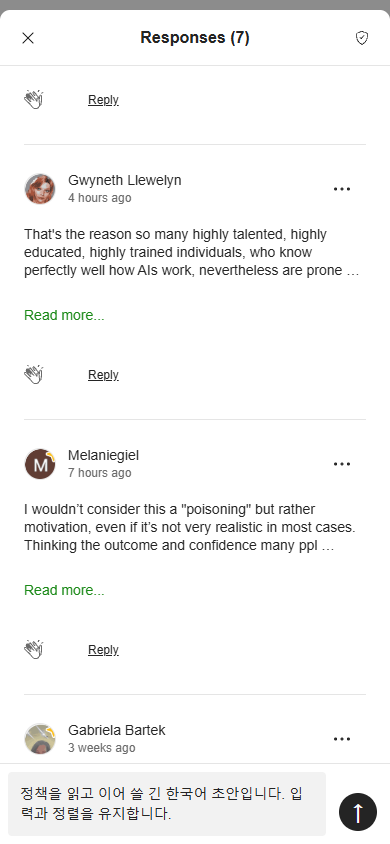 Responses (7)
Reply
Gwyneth Llewelyn
4 hours ago
That's the reason so many highly talented, highly
educated, highly trained individuals, who know
perfectly well how AIs work, nevertheless are prone …
Read more...
Reply
M
Melaniegiel
7 hours ago
I wouldn’t consider this a "poisoning" but rather
motivation, even if it’s not very realistic in most cases.
Thinking the outcome and confidence many ppl …
Read more...
Reply
Gabriela Bartek
3 weeks ago
정책을 읽고 이어 쓸 긴 한국어 초안입니다. 입
력과 정렬을 유지합니다.